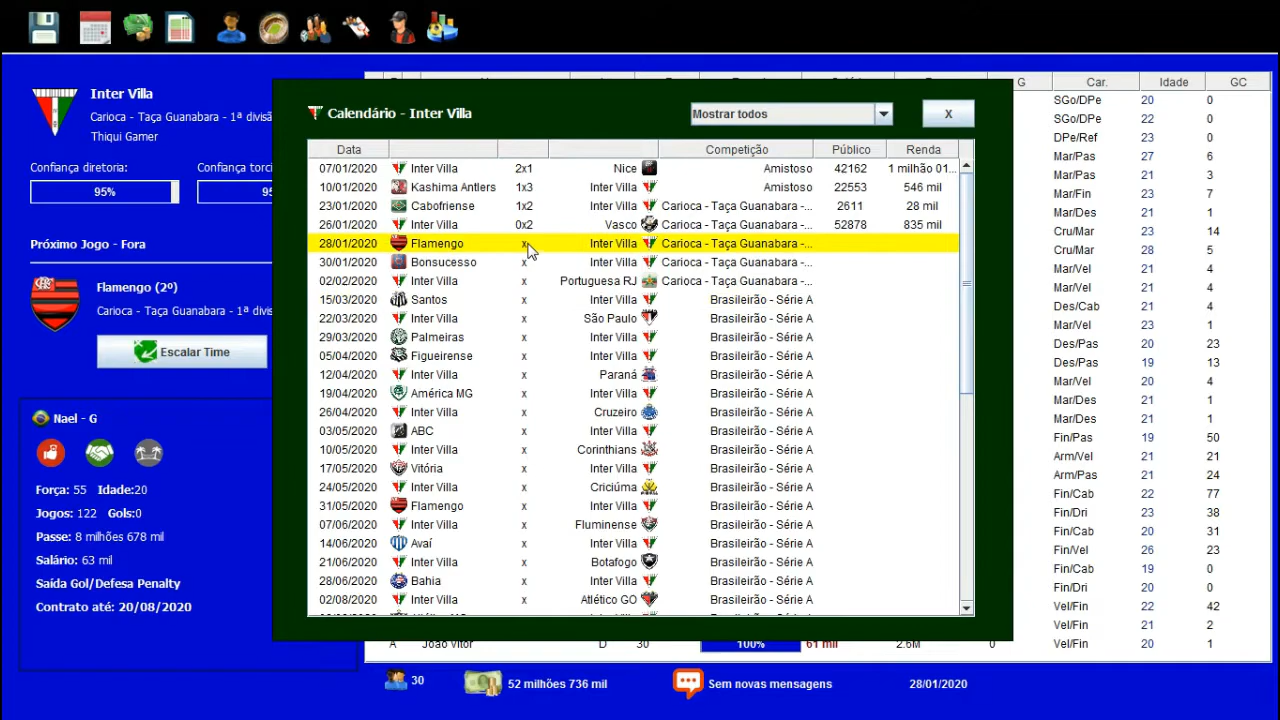 Inter Villa
Carioca - Taça Guanabara - 1ª divisã
Thiqui Gamer
Confiança diretoria: Confiança torci
95% 95
Próximo Jogo - Fora
Flamengo (2º)
Carioca - Taça Guanabara - 1ª divis
Escalar Time
Nael - G
Força: 55 Idade:20
Jogos: 122 Gols:0
Passe: 8 milhões 678 mil
Salário: 63 mil
Saída Gol/Defesa Penalty
Contrato até: 20/08/2020
Calendário - Inter Villa Mostrar todos X
Data Competição Público Renda
07/01/2020 Inter Villa 2x1 Nice Amistoso 42162 1 milhão 01...
10/01/2020 Kashima Antlers 1x3 Inter Villa Amistoso 22553 546 mil
23/01/2020 Cabofriense 1x2 Inter Villa Carioca - Taça Guanabara -... 2611 28 mil
26/01/2020 Inter Villa 0x2 Vasco Carioca - Taça Guanabara -... 52878 835 mil
28/01/2020 Flamengo x Inter Villa Carioca - Taça Guanabara -...
30/01/2020 Bonsucesso x Inter Villa Carioca - Taça Guanabara -...
02/02/2020 Inter Villa x Portuguesa RJ Carioca - Taça Guanabara -...
15/03/2020 Santos x Inter Villa Brasileirão - Série A
22/03/2020 Inter Villa x São Paulo Brasileirão - Série A
29/03/2020 Palmeiras x Inter Villa Brasileirão - Série A
05/04/2020 Figueirense x Inter Villa Brasileirão - Série A
12/04/2020 Inter Villa x Paraná Brasileirão - Série A
19/04/2020 América MG x Inter Villa Brasileirão - Série A
26/04/2020 Inter Villa x Cruzeiro Brasileirão - Série A
03/05/2020 ABC x Inter Villa Brasileirão - Série A
10/05/2020 Inter Villa x Corinthians Brasileirão - Série A
17/05/2020 Vitória x Inter Villa Brasileirão - Série A
24/05/2020 Inter Villa x Criciúma Brasileirão - Série A
31/05/2020 Flamengo x Inter Villa Brasileirão - Série A
07/06/2020 Inter Villa x Fluminense Brasileirão - Série A
14/06/2020 Avaí x Inter Villa Brasileirão - Série A
21/06/2020 Inter Villa x Botafogo Brasileirão - Série A
28/06/2020 Bahia x Inter Villa Brasileirão - Série A
02/08/2020 Inter Villa x Atlético GO Brasileirão - Série A
G Car. Idade GC
SGo/DPe 20 0
SGo/DPe 22 0
DPe/Ref 23 0
Mar/Pas 27 6
Mar/Pas 21 3
Mar/Fin 23 7
Mar/Des 21 1
Cru/Mar 23 14
Cru/Mar 28 5
Mar/Vel 21 4
Des/Cab 21 4
Mar/Vel 23 1
Des/Pas 20 23
Des/Pas 19 13
Mar/Vel 20 4
Mar/Des 21 1
Mar/Des 21 1
Fin/Pas 19 50
Arm/Vel 21 21
Arm/Pas 21 24
Fin/Cab 22 77
Fin/Dri 23 38
Fin/Cab 20 31
Fin/Vel 26 23
Fin/Cab 19 0
Fin/Dri 20 0
Vel/Fin 22 42
Vel/Fin 21 2
A João Vitor D 30 100% 61 mil 2.6M 0 Vel/Fin 20 1
30 52 milhões 736 mil Sem novas mensagens 28/01/2020